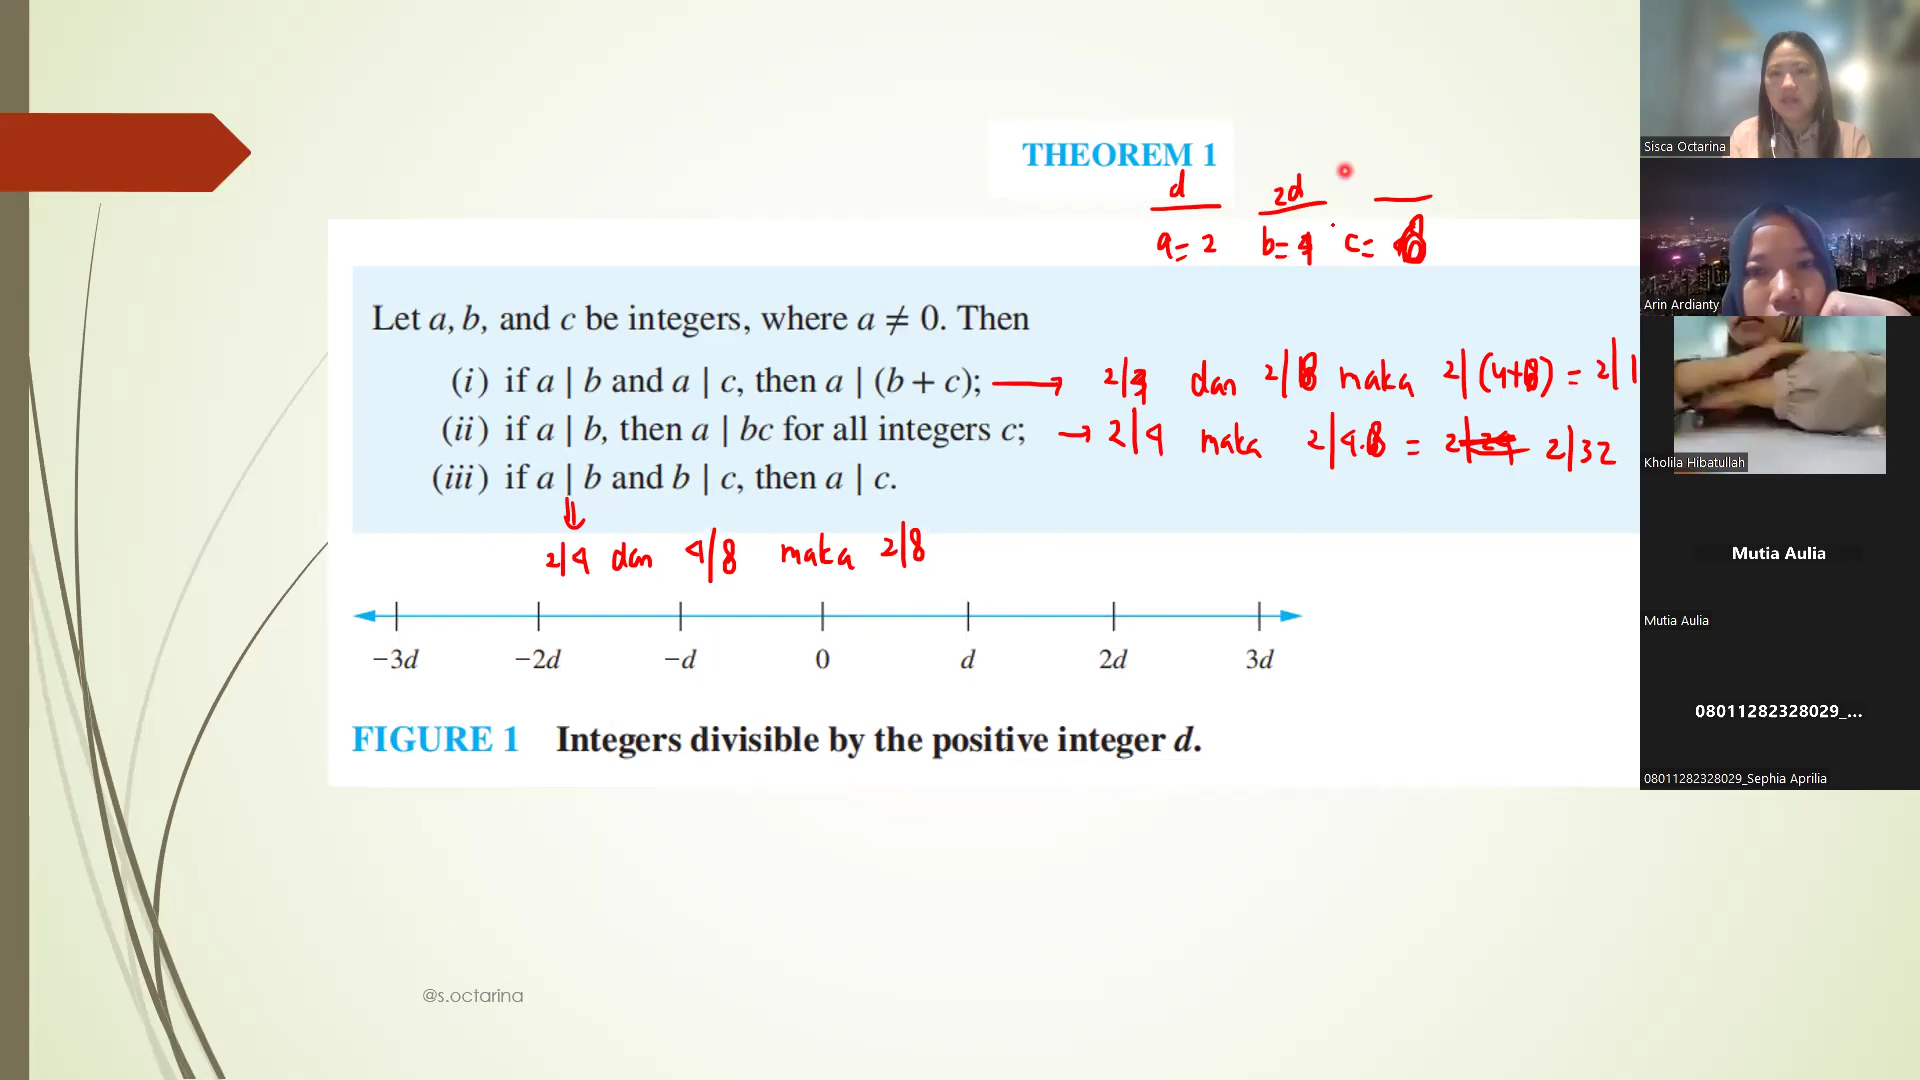 THEOREM 1
d 2d
a = 2 b = 4 c =
Let a, b, and c be integers, where a ≠ 0. Then
(i) if a | b and a | c, then a | (b + c); → 2|4 dan 2|8 maka 2|(4+8) = 2|1
(ii) if a | b, then a | bc for all integers c; → 2|4 maka 2|4.8 = 2|24 2|32
(iii) if a | b and b | c, then a | c.
2|4 dan 4|8 maka 2|8
−3d −2d −d 0 d 2d 3d
FIGURE 1 Integers divisible by the positive integer d.
@s.octarina
Sisca Octarina
Arin Ardianty
Kholila Hibatullah
Mutia Aulia
Mutia Aulia
08011282328029_...
08011282328029_Sephia Aprilia